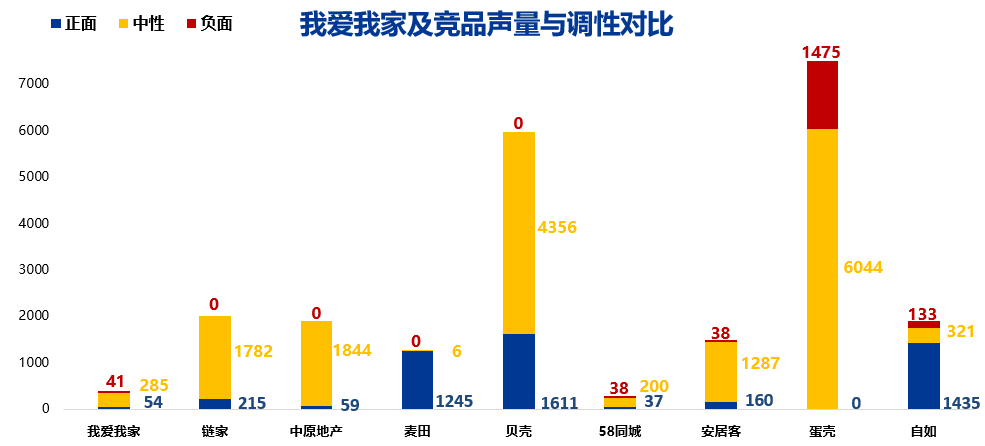 我爱我家及竞品声量与调性对比
正面 中性 负面
7000
6000
5000
4000
3000
2000
1000
0
41 285 54
0 1782 215
0 1844 59
0 6 1245
0 4356 1611
38 200 37
38 1287 160
1475 6044 0
133 321 1435
我爱我家 链家 中原地产 麦田 贝壳 58同城 安居客 蛋壳 自如